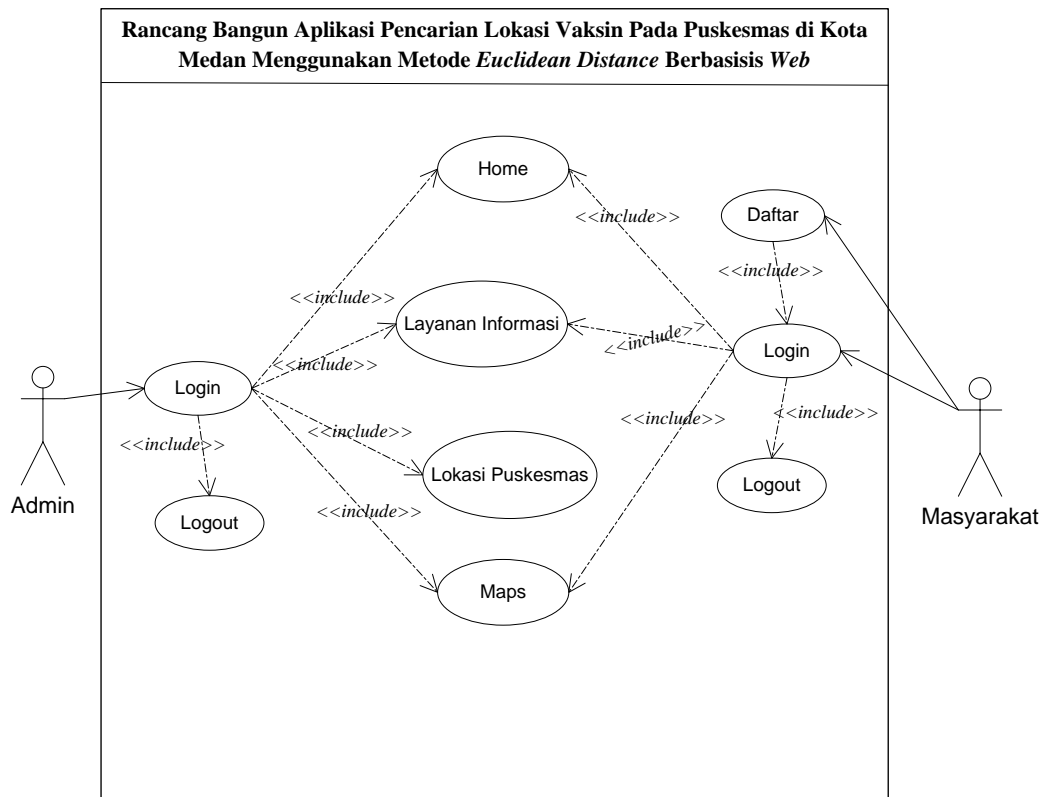 Rancang Bangun Aplikasi Pencarian Lokasi Vaksin Pada Puskesmas di Kota
Medan Menggunakan Metode Euclidean Distance Berbasisis Web
Home
<<include>>
Daftar
<<include>>
<<include>>
Layanan Informasi
<<include>>
<<include>>
Login
Login
<<include>>
<<include>>
<<include>>
<<include>>
Lokasi Puskesmas
Logout
Admin
<<include>>
Logout
Masyarakat
Maps